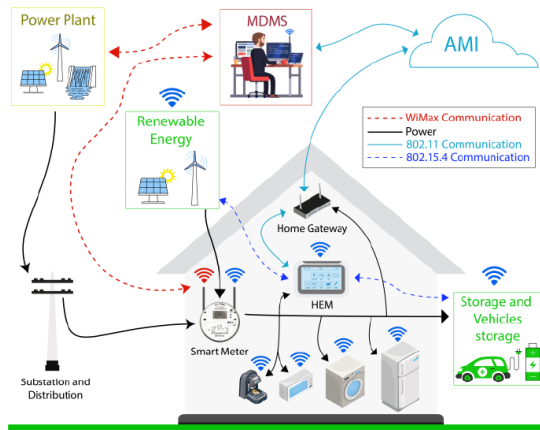 Power Plant
MDMS
AMI
WiMax Communication
Power
802.11 Communication
802.15.4 Communication
Renewable
Energy
Home Gateway
HEM
Smart Meter
Storage and
Vehicles
storage
Substation and
Distribution